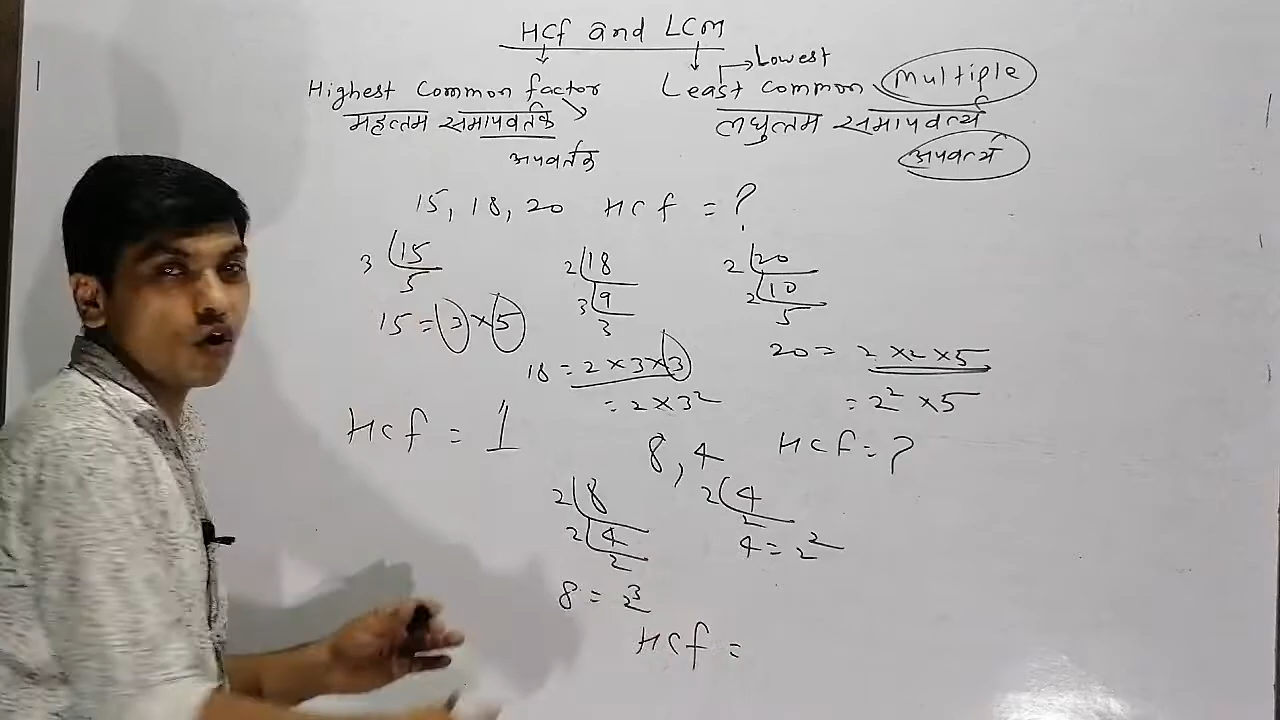 HCf and LCM
Lowest
Highest Common factor
Least common Multiple
महत्तम समापवर्तक
लघुत्तम समापवर्त्य
अपवर्तक
अपवर्त्य
15, 18, 20 HCf = ?
3 15
5
2 18
3 9
3
2 20
2 10
5
15 = 3 × 5
18 = 2 × 3 × 3
= 2 × 3²
20 = 2 × 2 × 5
= 2² × 5
HCf = 1
8, 4 HCf = ?
2 8
2 4
2
2 4
2
4 = 2²
8 = 2³
HCf =